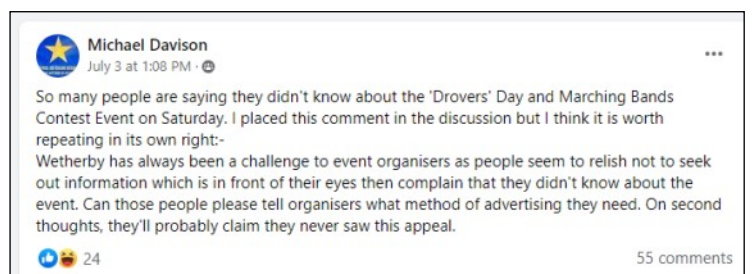 Michael Davison
July 3 at 1:08 PM ·
So many people are saying they didn't know about the 'Drovers' Day and Marching Bands
Contest Event on Saturday. I placed this comment in the discussion but I think it is worth
repeating in its own right:-
Wetherby has always been a challenge to event organisers as people seem to relish not to seek
out information which is in front of their eyes then complain that they didn't know about the
event. Can those people please tell organisers what method of advertising they need. On second
thoughts, they'll probably claim they never saw this appeal.
24
55 comments